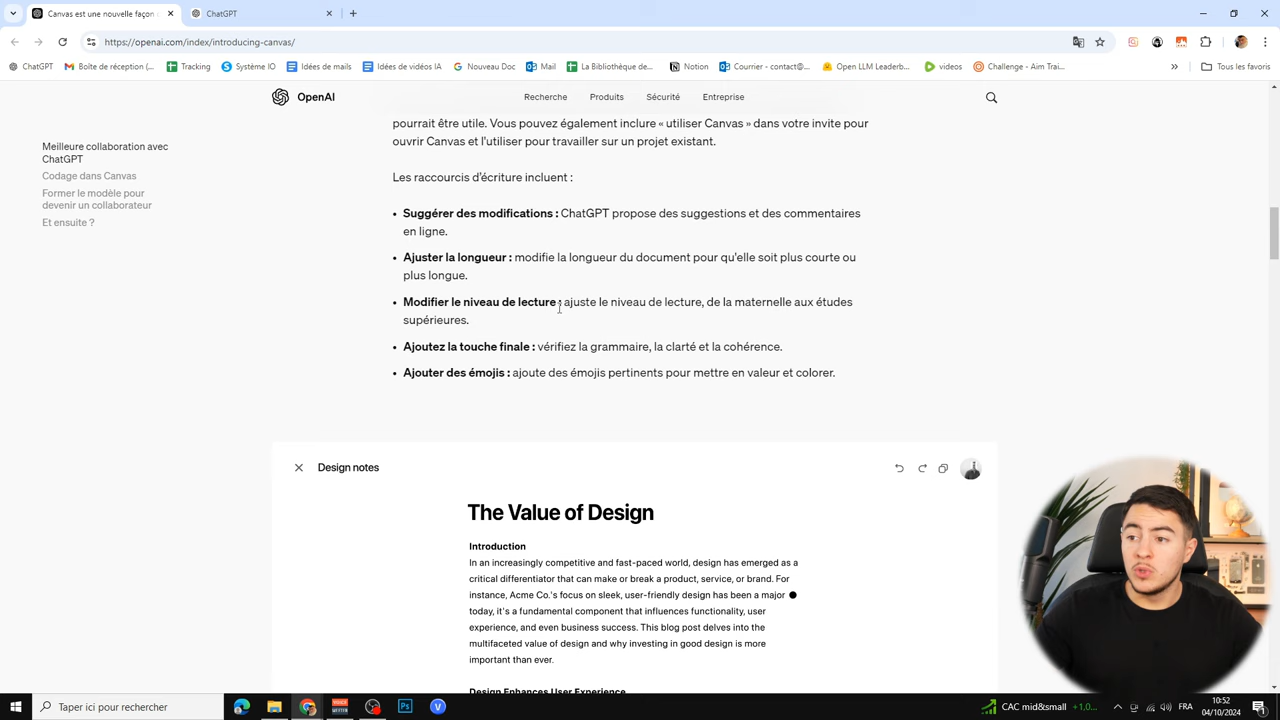 Canvas est une nouvelle façon
ChatGPT
https://openai.com/index/introducing-canvas/
ChatGPT
Boîte de réception (...
Tracking
Système IO
Idées de mails
Idées de vidéos IA
Nouveau Doc
Mail
La Bibliothèque de...
Notion
Courrier - contact@...
Open LLM Leaderb...
videos
Challenge - Aim Trai...
»
Tous les favoris
OpenAI
Recherche
Produits
Sécurité
Entreprise
Meilleure collaboration avec
ChatGPT
Codage dans Canvas
Former le modèle pour
devenir un collaborateur
Et ensuite ?
pourrait être utile. Vous pouvez également inclure « utiliser Canvas » dans votre invite pour
ouvrir Canvas et l'utiliser pour travailler sur un projet existant.
Les raccourcis d'écriture incluent :
• Suggérer des modifications : ChatGPT propose des suggestions et des commentaires
en ligne.
• Ajuster la longueur : modifie la longueur du document pour qu'elle soit plus courte ou
plus longue.
• Modifier le niveau de lecture : ajuste le niveau de lecture, de la maternelle aux études
supérieures.
• Ajoutez la touche finale : vérifiez la grammaire, la clarté et la cohérence.
• Ajouter des émojis : ajoute des émojis pertinents pour mettre en valeur et colorer.
Design notes
The Value of Design
Introduction
In an increasingly competitive and fast-paced world, design has emerged as a
critical differentiator that can make or break a product, service, or brand. For
instance, Acme Co.'s focus on sleek, user-friendly design has been a major
today, it's a fundamental component that influences functionality, user
experience, and even business success. This blog post delves into the
multifaceted value of design and why investing in good design is more
important than ever.
Design Enhances User Experience
Taper ici pour rechercher
CAC mid&small +1,0...
FRA
10:52
04/10/2024